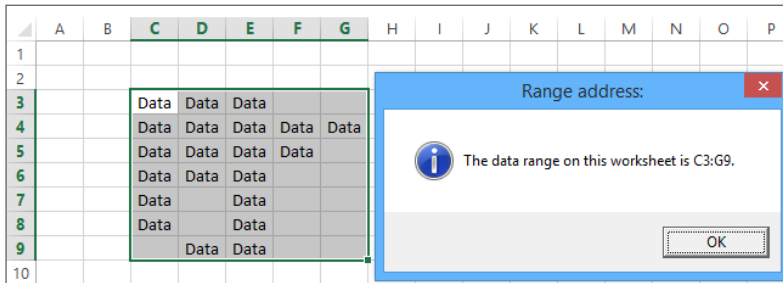 A B C D E F G H I J K L M N O P
1
2
Range address:
3 Data Data Data
4 Data Data Data Data Data
5 Data Data Data Data
The data range on this worksheet is C3:G9.
6 Data Data Data
7 Data Data
8 Data Data
9 Data Data
OK
10